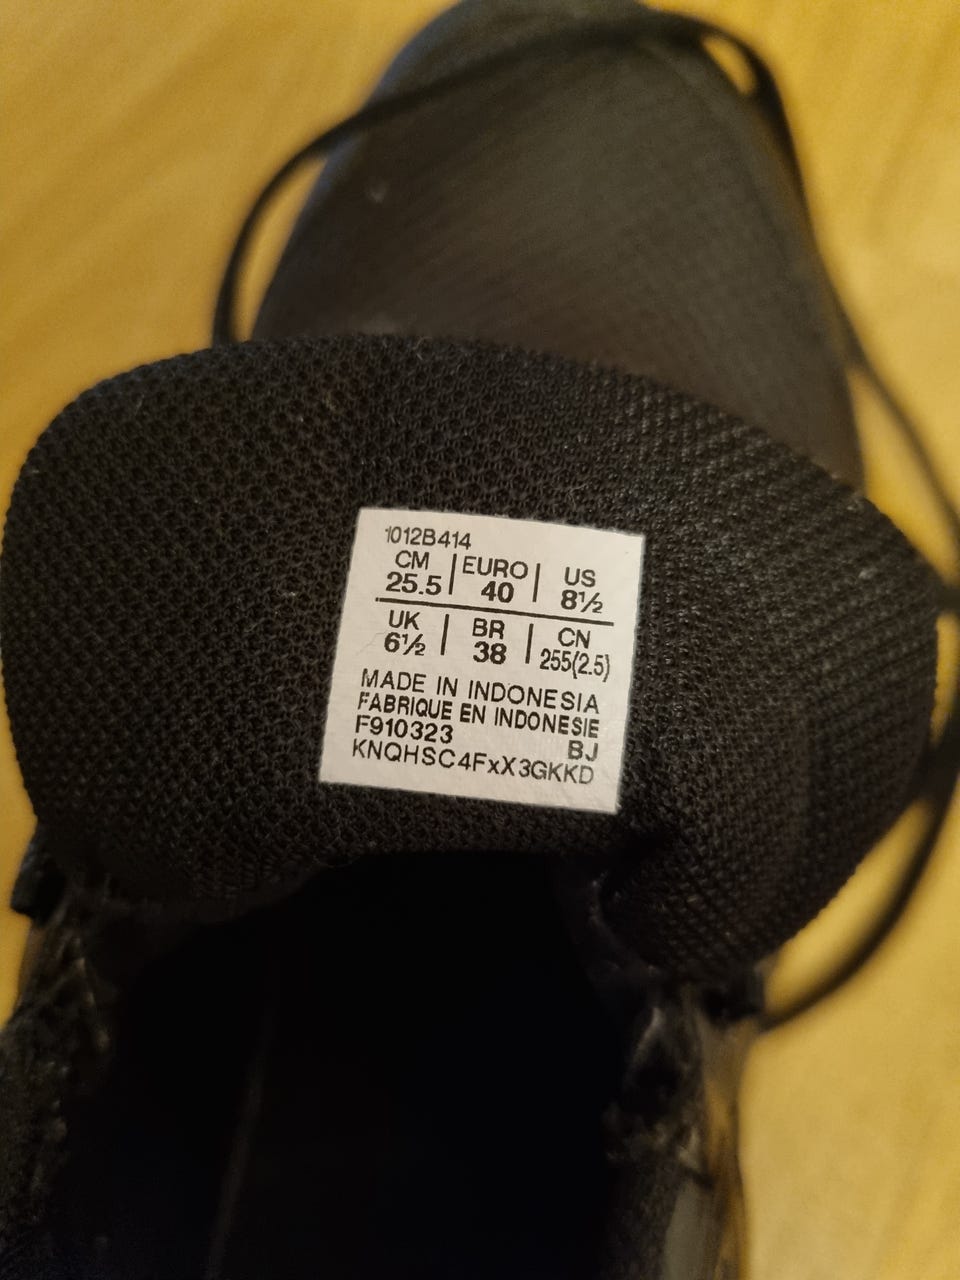 1012B414
CM | EURO | US
25.5 | 40 | 8½
UK | BR | CN
6½ | 38 | 255(2.5)
MADE IN INDONESIA
FABRIQUE EN INDONESIE
F910323 BJ
KNQHSC4FxX3GKKD